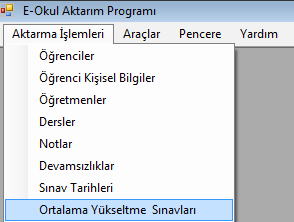 E-Okul Aktarım Programı
Aktarma İşlemleri Araçlar Pencere Yardım
Öğrenciler
Öğrenci Kişisel Bilgiler
Öğretmenler
Dersler
Notlar
Devamsızlıklar
Sınav Tarihleri
Ortalama Yükseltme  Sınavları